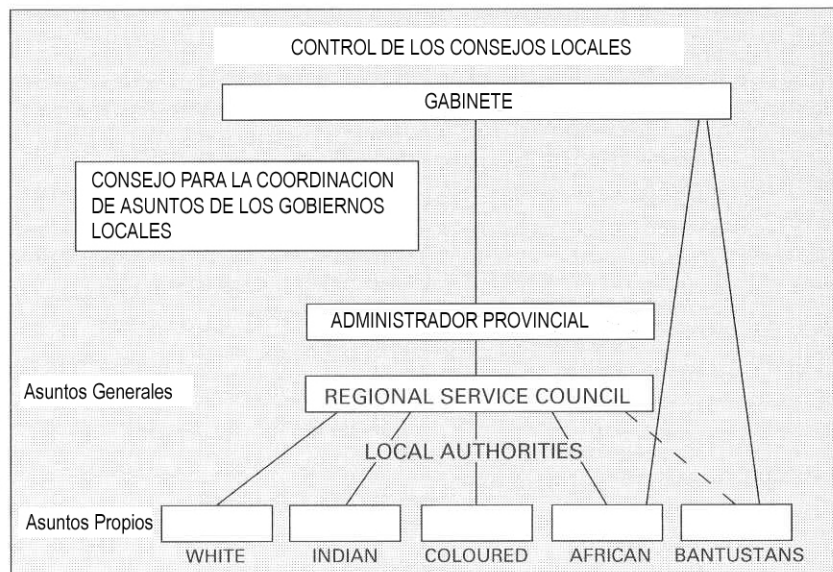 CONTROL DE LOS CONSEJOS LOCALES
GABINETE
CONSEJO PARA LA COORDINACION
DE ASUNTOS DE LOS GOBIERNOS
LOCALES
ADMINISTRADOR PROVINCIAL
Asuntos Generales
REGIONAL SERVICE COUNCIL
LOCAL AUTHORITIES
Asuntos Propios
WHITE INDIAN COLOURED AFRICAN BANTUSTANS